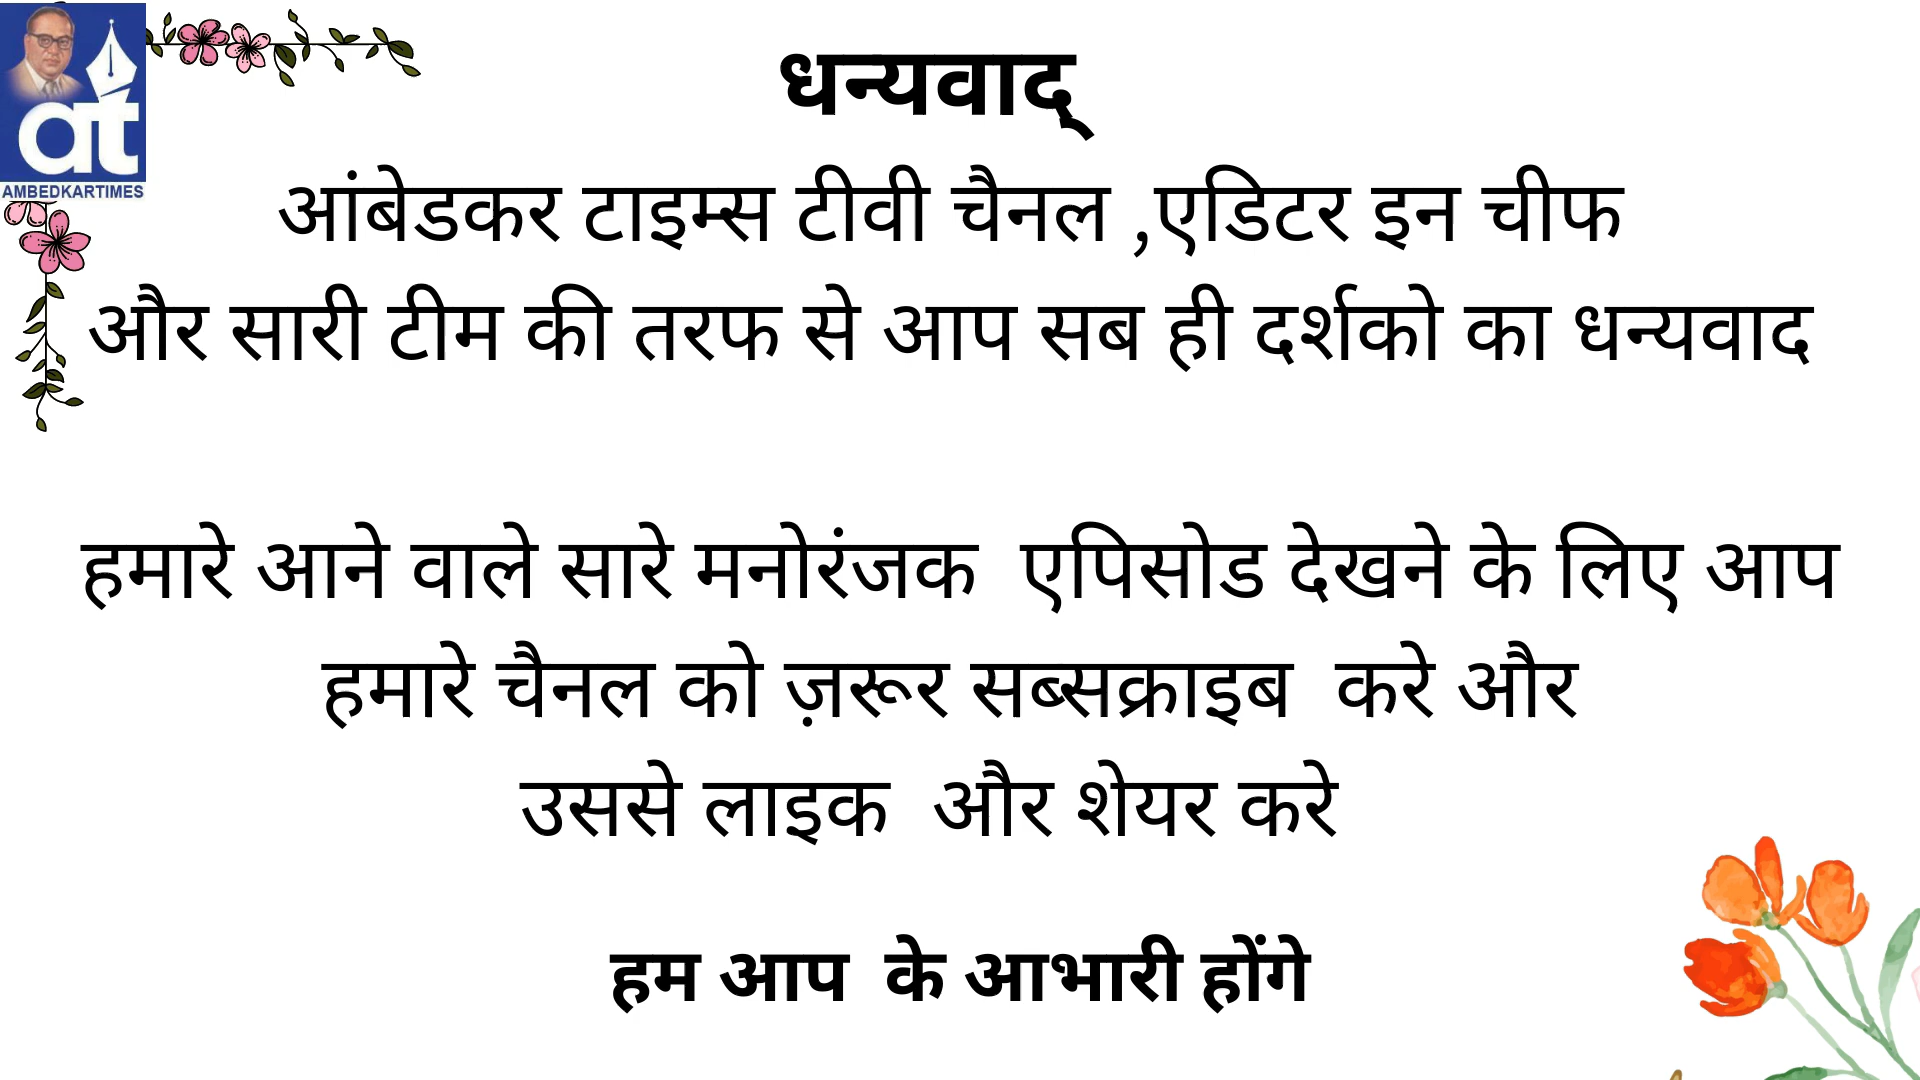 at
AMBEDKARTIMES
धन्यवाद्
आंबेडकर टाइम्स टीवी चैनल ,एडिटर इन चीफ
और सारी टीम की तरफ से आप सब ही दर्शको का धन्यवाद
हमारे आने वाले सारे मनोरंजक  एपिसोड देखने के लिए आप
हमारे चैनल को ज़रूर सब्सक्राइब  करे और
उससे लाइक  और शेयर करे
हम आप  के आभारी होंगे